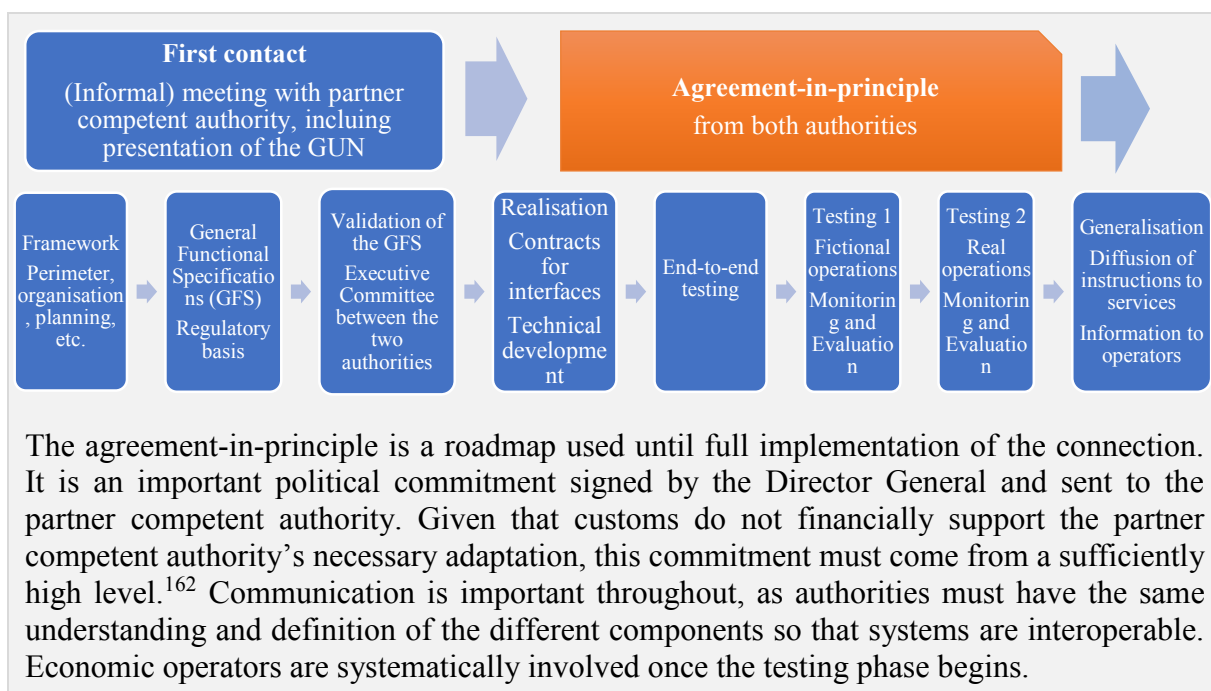 First contact
(Informal) meeting with partner
competent authority, incluing
presentation of the GUN
Agreement-in-principle
from both authorities
Framework
Perimeter,
organisation
, planning,
etc.
General
Functional
Specificatio
ns (GFS)
Regulatory
basis
Validation of
the GFS
Executive
Committee
between the
two
authorities
Realisation
Contracts
for
interfaces
Technical
developme
nt
End-to-end
testing
Testing 1
Fictional
operations
Monitorin
g and
Evaluatio
n
Testing 2
Real
operations
Monitorin
g and
Evaluatio
n
Generalisation
Diffusion of
instructions to
services
Information to
operators
The agreement-in-principle is a roadmap used until full implementation of the connection.
It is an important political commitment signed by the Director General and sent to the
partner competent authority. Given that customs do not financially support the partner
competent authority’s necessary adaptation, this commitment must come from a sufficiently
high level.162 Communication is important throughout, as authorities must have the same
understanding and definition of the different components so that systems are interoperable.
Economic operators are systematically involved once the testing phase begins.